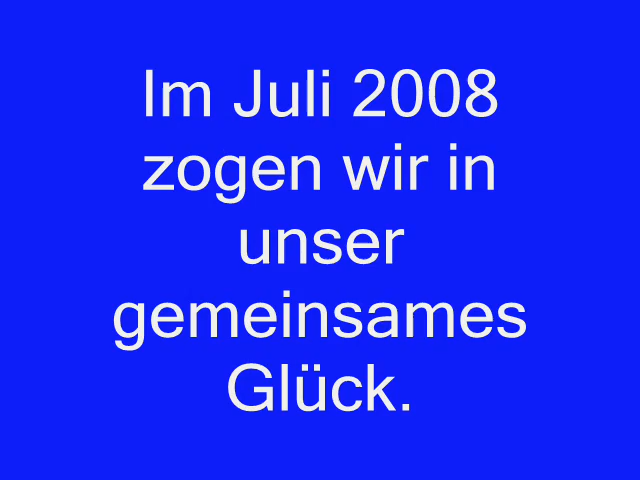 Im Juli 2008
zogen wir in
unser
gemeinsames
Glück.